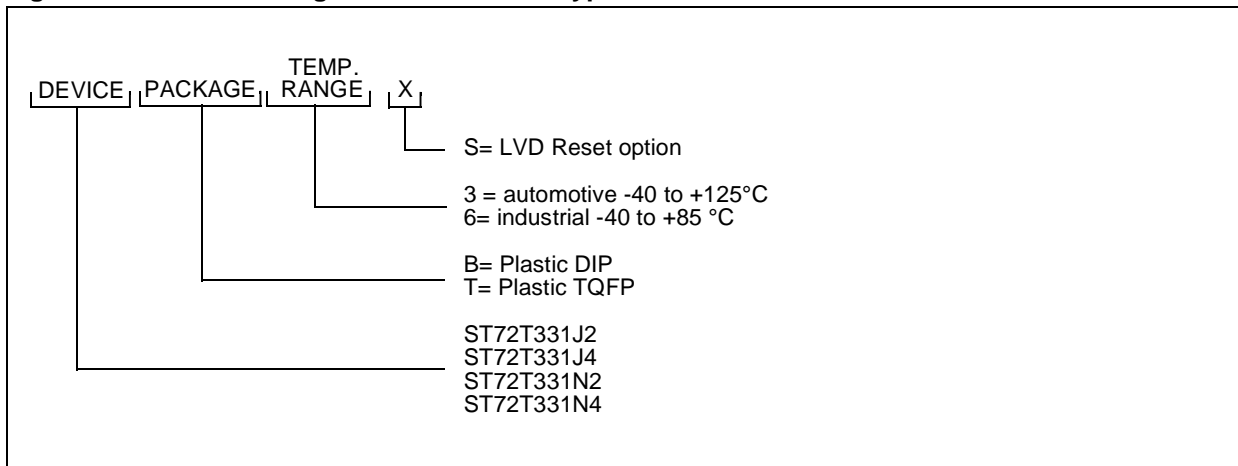 TEMP.
DEVICE PACKAGE RANGE X
S= LVD Reset option
3 = automotive -40 to +125°C
6= industrial -40 to +85 °C
B= Plastic DIP
T= Plastic TQFP
ST72T331J2
ST72T331J4
ST72T331N2
ST72T331N4